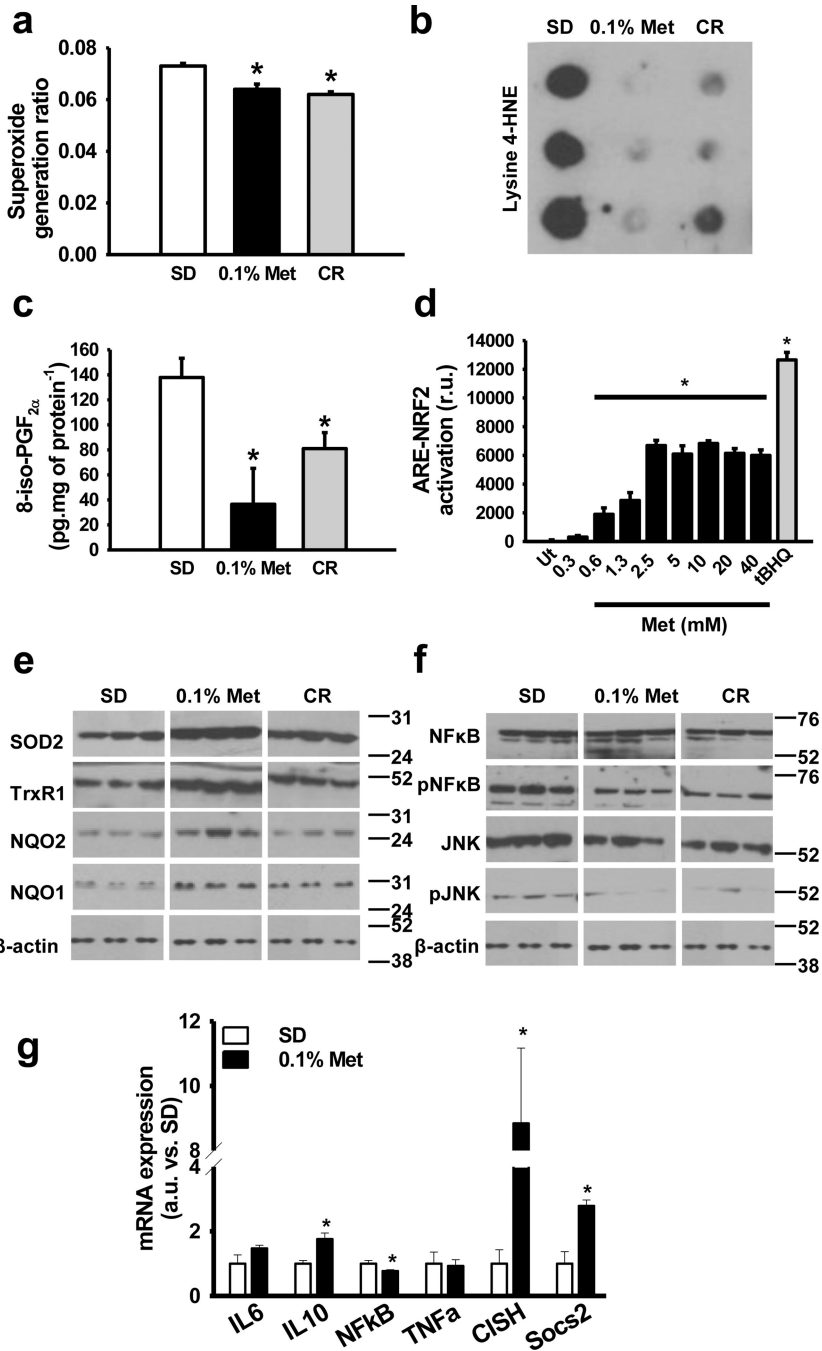 a
Superoxide
generation ratio
0.08
0.06
0.04
0.02
0.00
* *
SD 0.1% Met CR
b
SD 0.1% Met CR
Lysine 4-HNE
c
8-iso-PGF2α
(pg.mg of protein-1)
160
140
120
100
80
60
40
20
0
* *
SD 0.1% Met CR
d
ARE-NRF2
activation (r.u.)
14000
12000
10000
8000
6000
4000
2000
0
* *
Ut 0.3 0.6 1.3 2.5 5 10 20 40 tBHQ
Met (mM)
e
SD 0.1% Met CR
SOD2
31
24
TrxR1
52
NQO2
31
24
NQO1
31
24
β-actin
52
38
f
SD 0.1% Met CR
NFκB
76
52
pNFκB
76
JNK
52
pJNK
52
β-actin
52
38
g
SD
0.1% Met
mRNA expression
(a.u. vs. SD)
12
10
8
4
2
0
* * * *
IL6 IL10 NFkB TNFa CISH Socs2